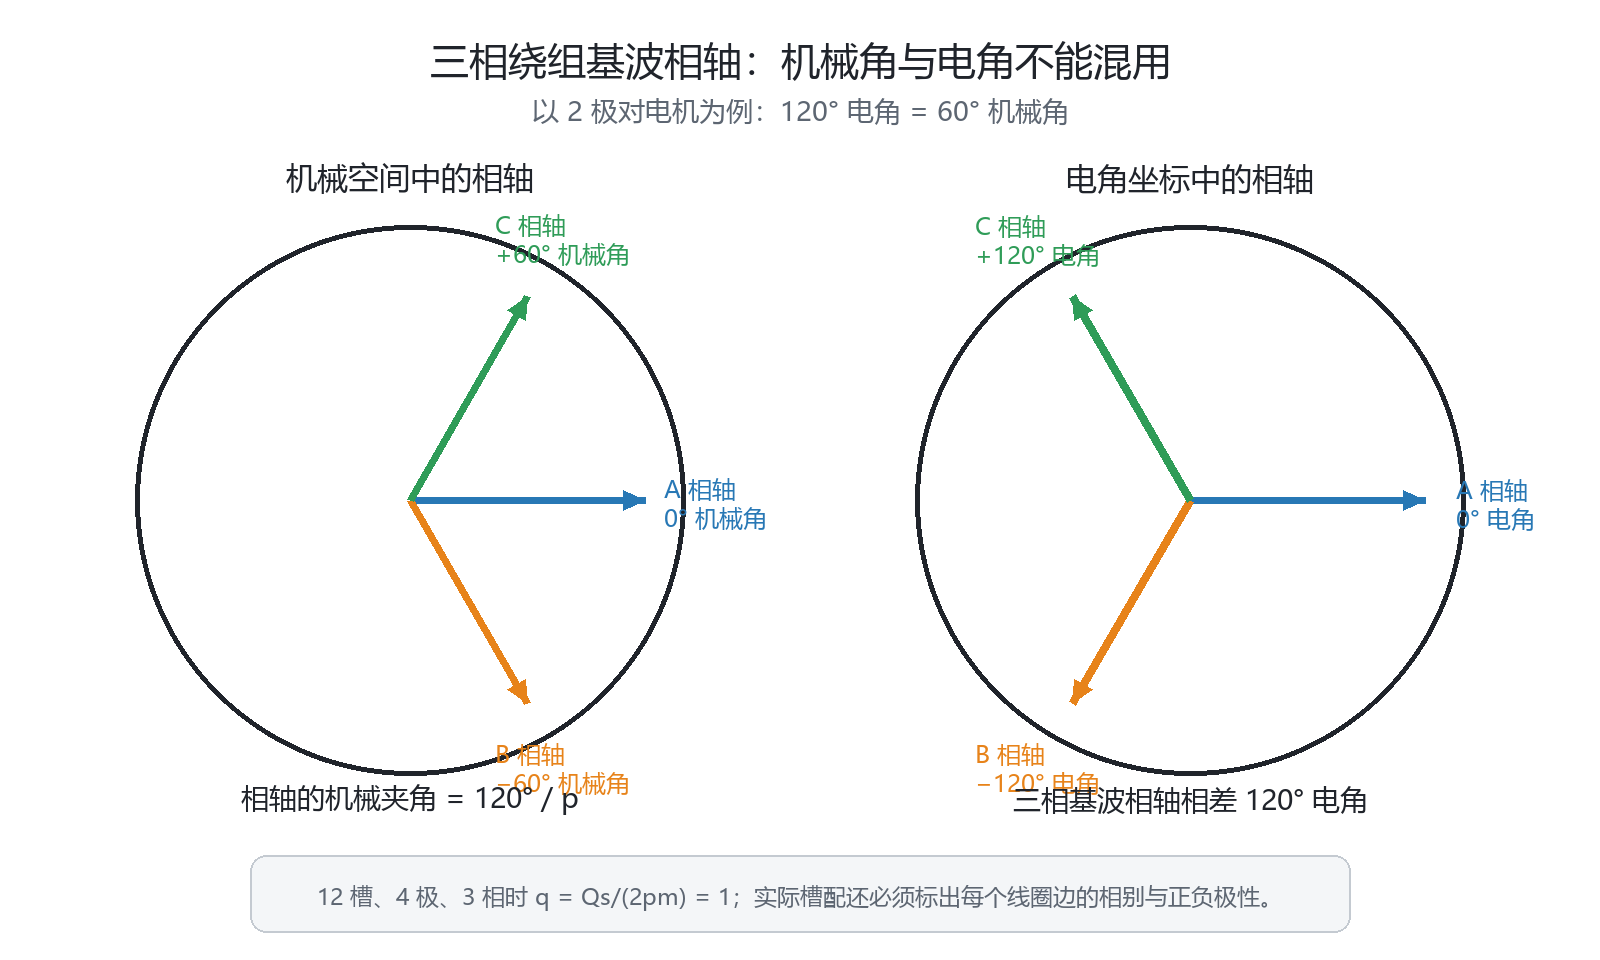 三相绕组基波相轴：机械角与电角不能混用
以 2 极对电机为例：120° 电角 = 60° 机械角
机械空间中的相轴
C 相轴
+60° 机械角
A 相轴
0° 机械角
B 相轴
−60° 机械角
相轴的机械夹角 = 120° / p
电角坐标中的相轴
C 相轴
+120° 电角
A 相轴
0° 电角
B 相轴
−120° 电角
三相基波相轴相差 120° 电角
12 槽、4 极、3 相时 q = Qs/(2pm) = 1；实际槽配还必须标出每个线圈边的相别与正负极性。